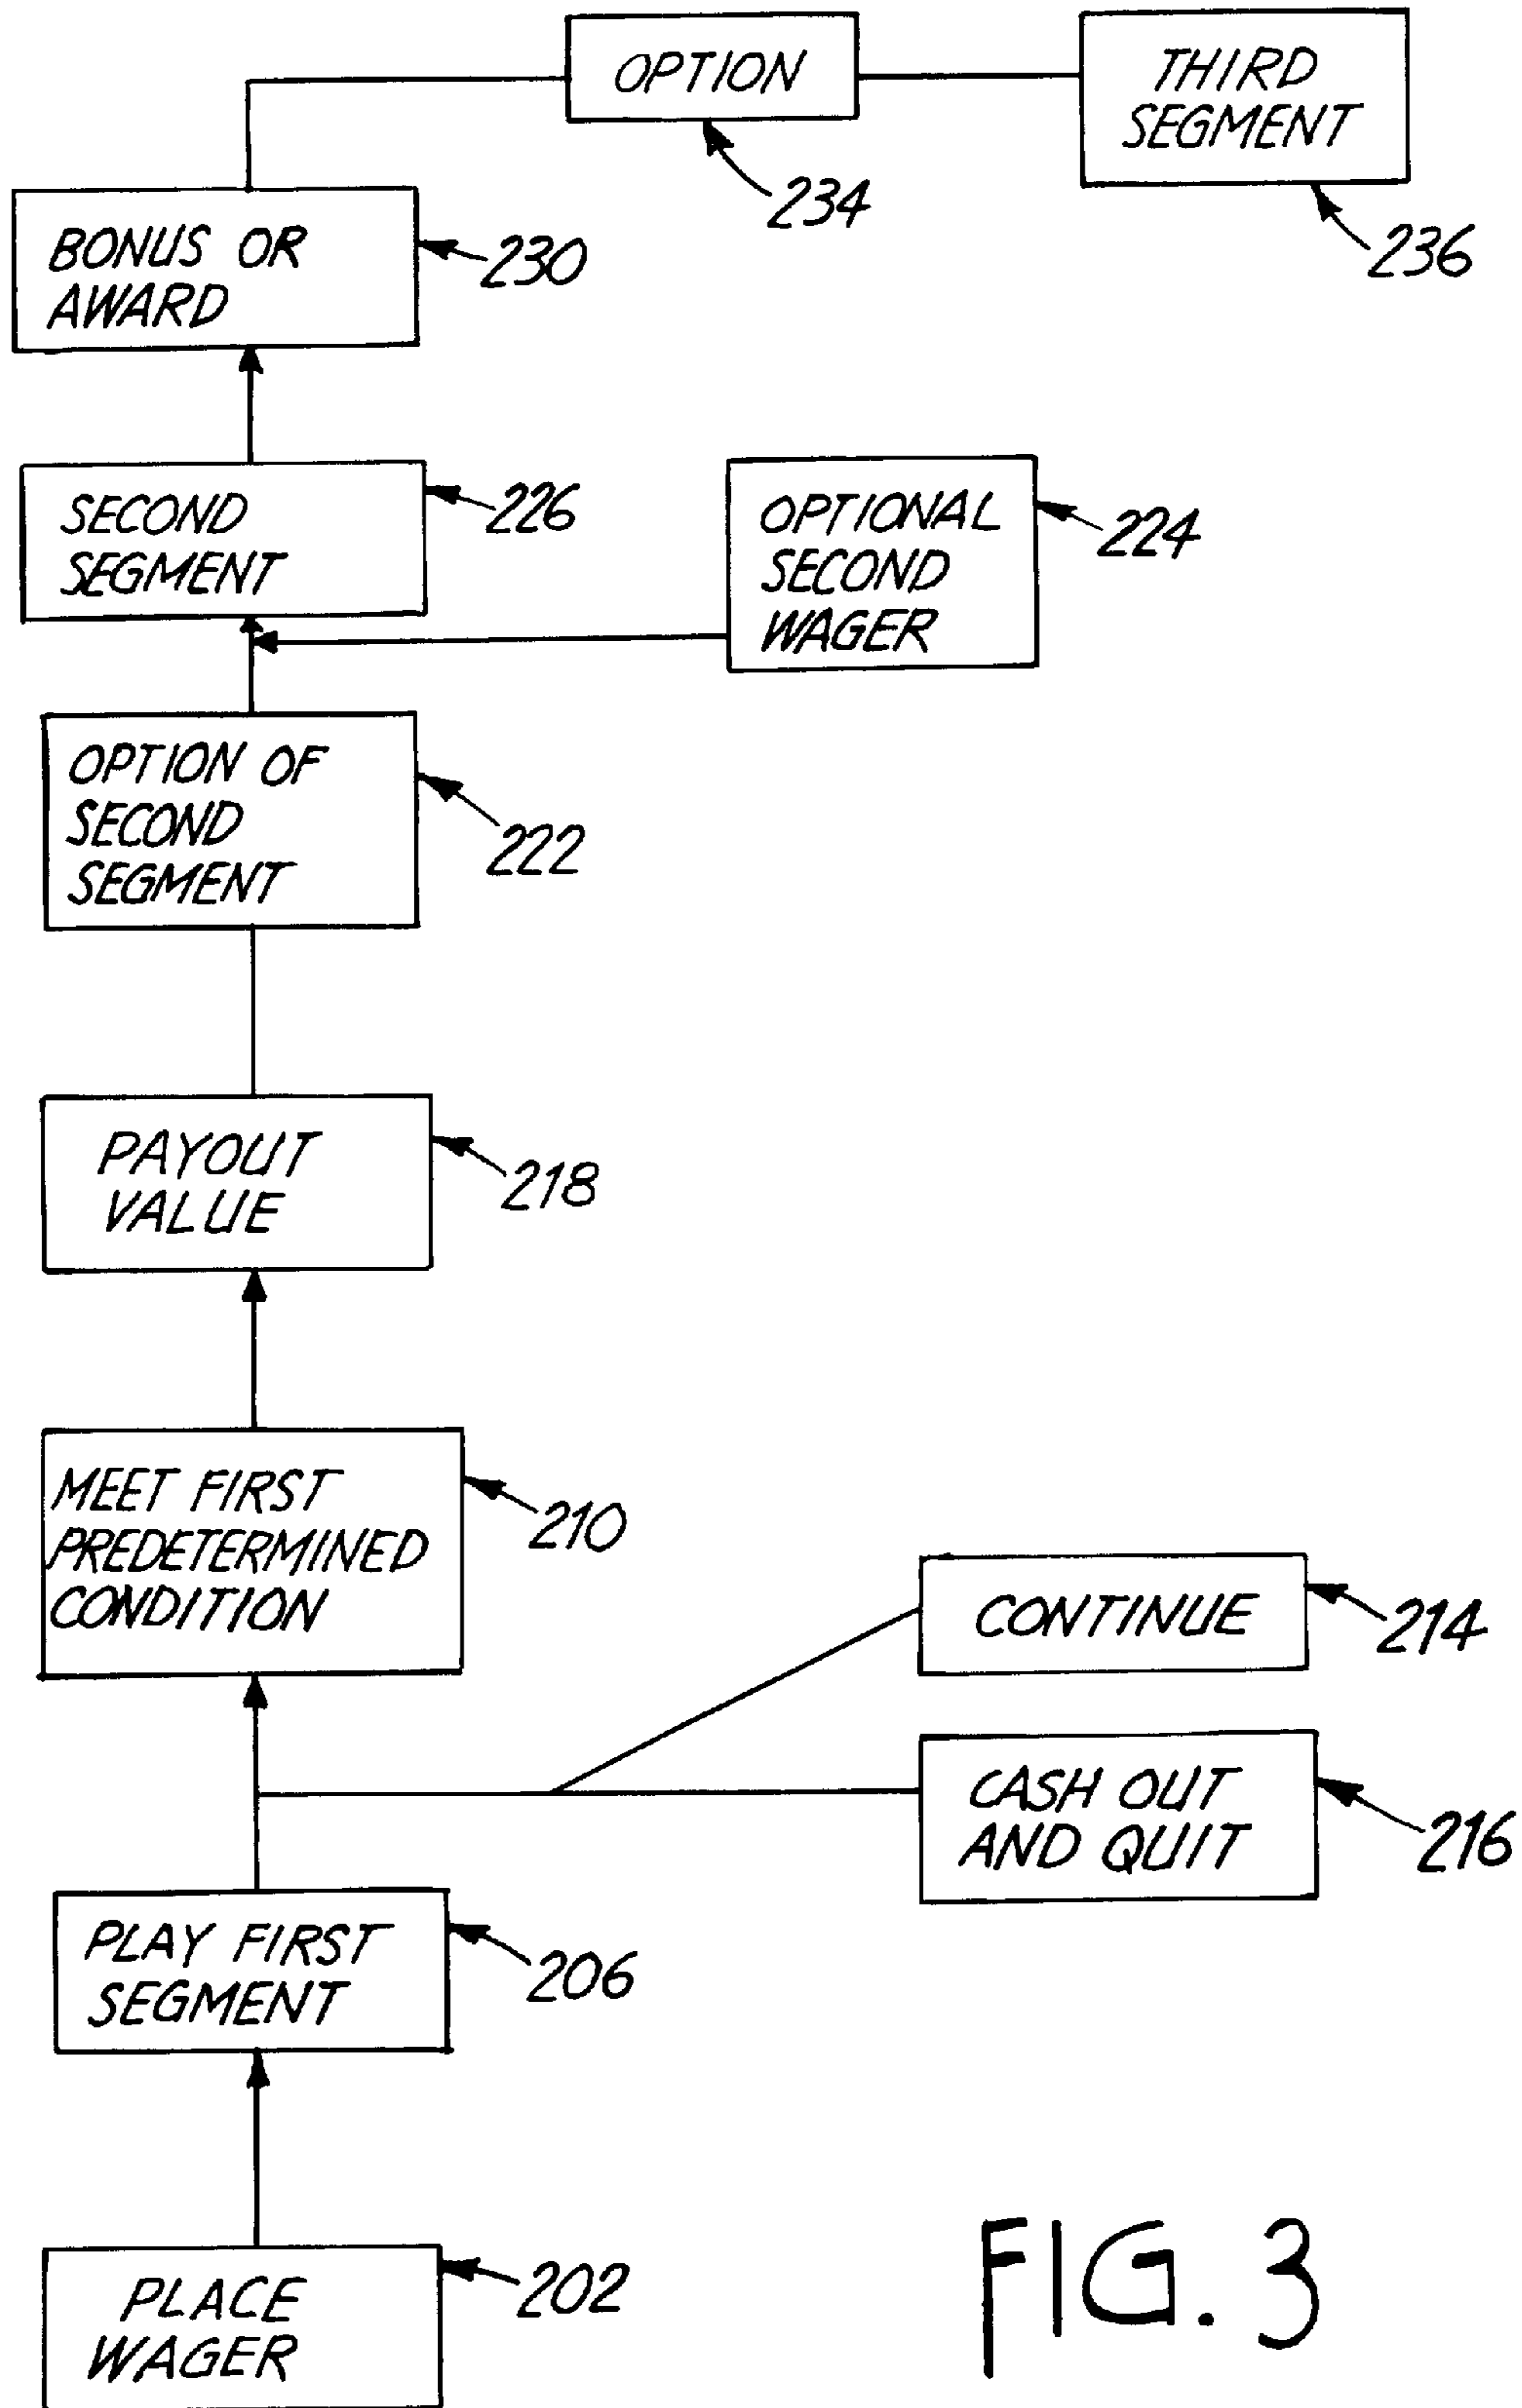 OPTION
THIRD
SEGMENT
234
236
BONUS OR
AWARD
230
SECOND
SEGMENT
226
OPTIONAL
SECOND
WAGER
224
OPTION OF
SECOND
SEGMENT
222
PAYOUT
VALUE
218
MEET FIRST
PREDETERMINED
CONDITION
210
CONTINUE
214
CASH OUT
AND QUIT
216
PLAY FIRST
SEGMENT
206
PLACE
WAGER
202
FIG. 3